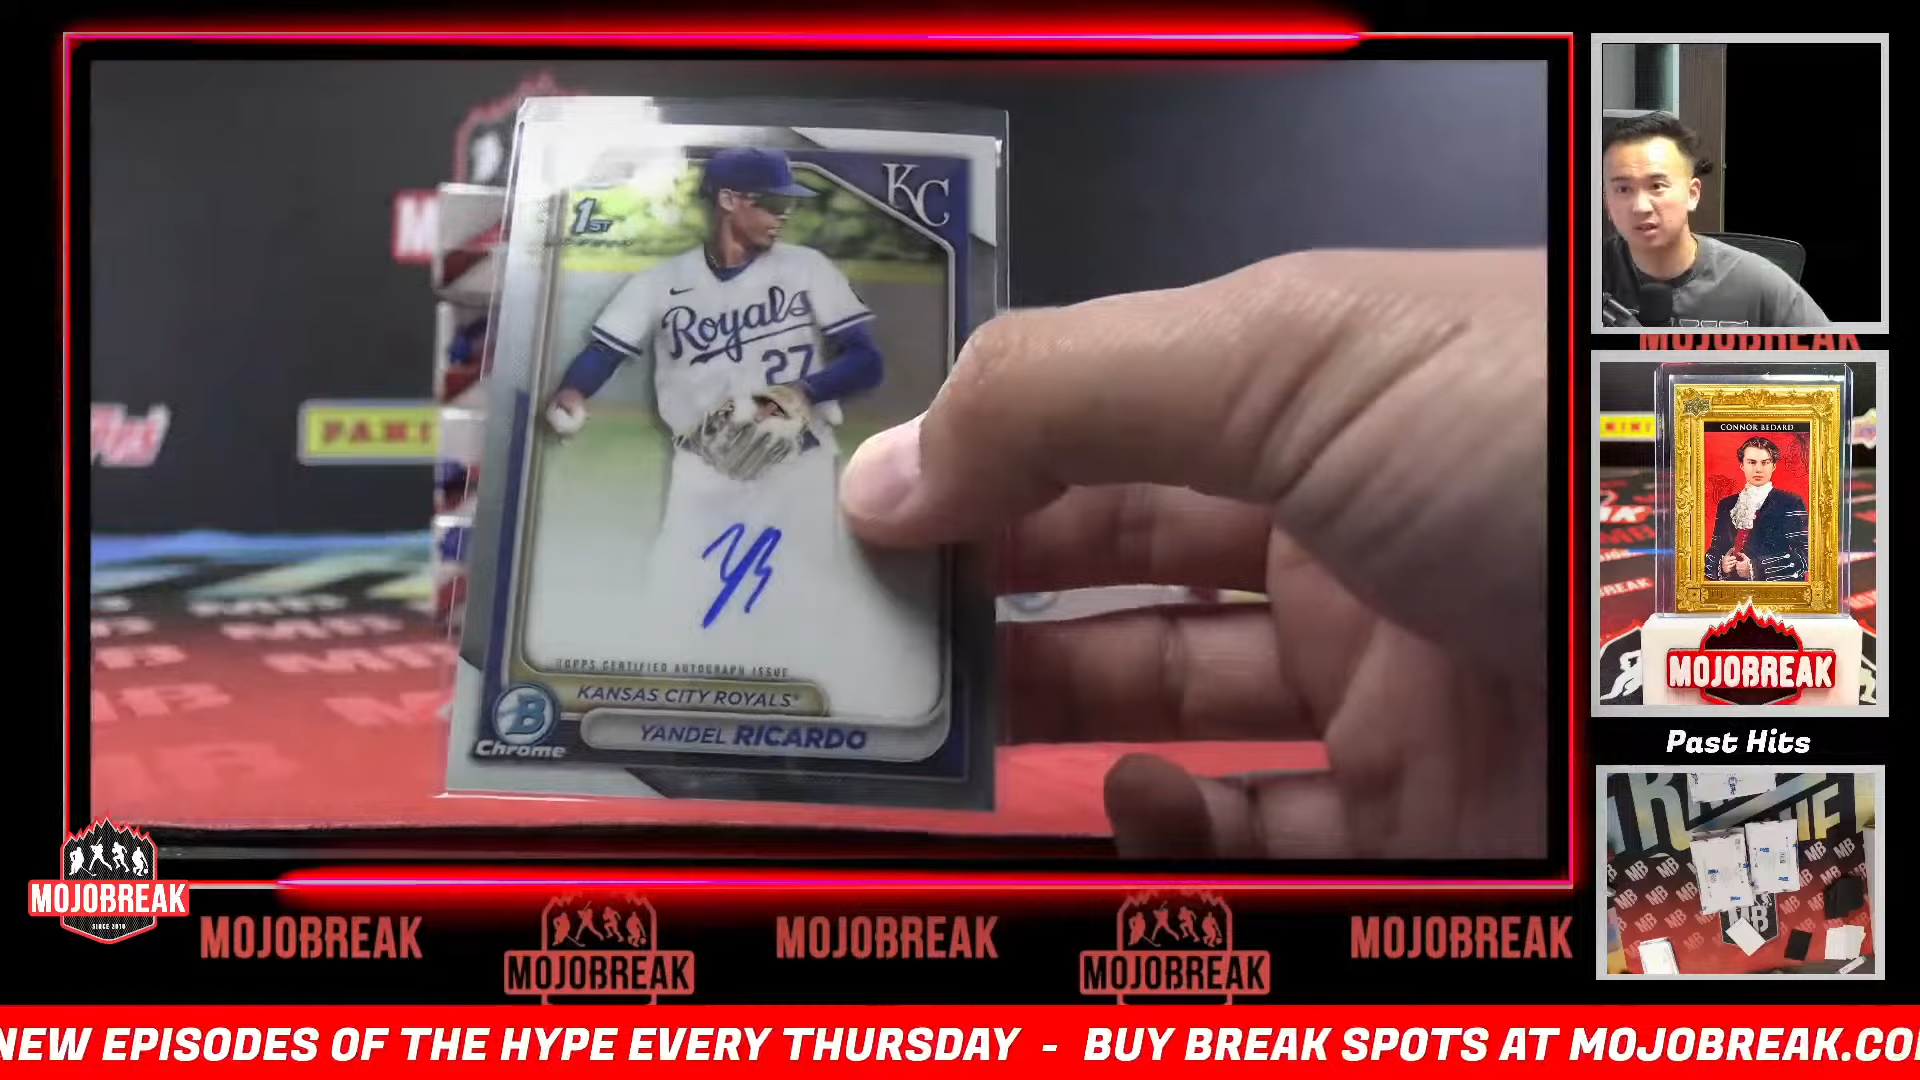 KC
1ST
Royals
27
PANI
TOPPS CERTIFIED AUTOGRAPH ISSUE
KANSAS CITY ROYALS
B
Chrome
YANDEL RICARDO
CONNOR BEDARD
MOJOBREAK
MOJOBREAK
Past Hits
MOJOBREAK
SINCE 2010
MOJOBREAK
MOJOBREAK
MOJOBREAK
MOJOBREAK
MOJOBREAK
NEW EPISODES OF THE HYPE EVERY THURSDAY - BUY BREAK SPOTS AT MOJOBREAK.CO